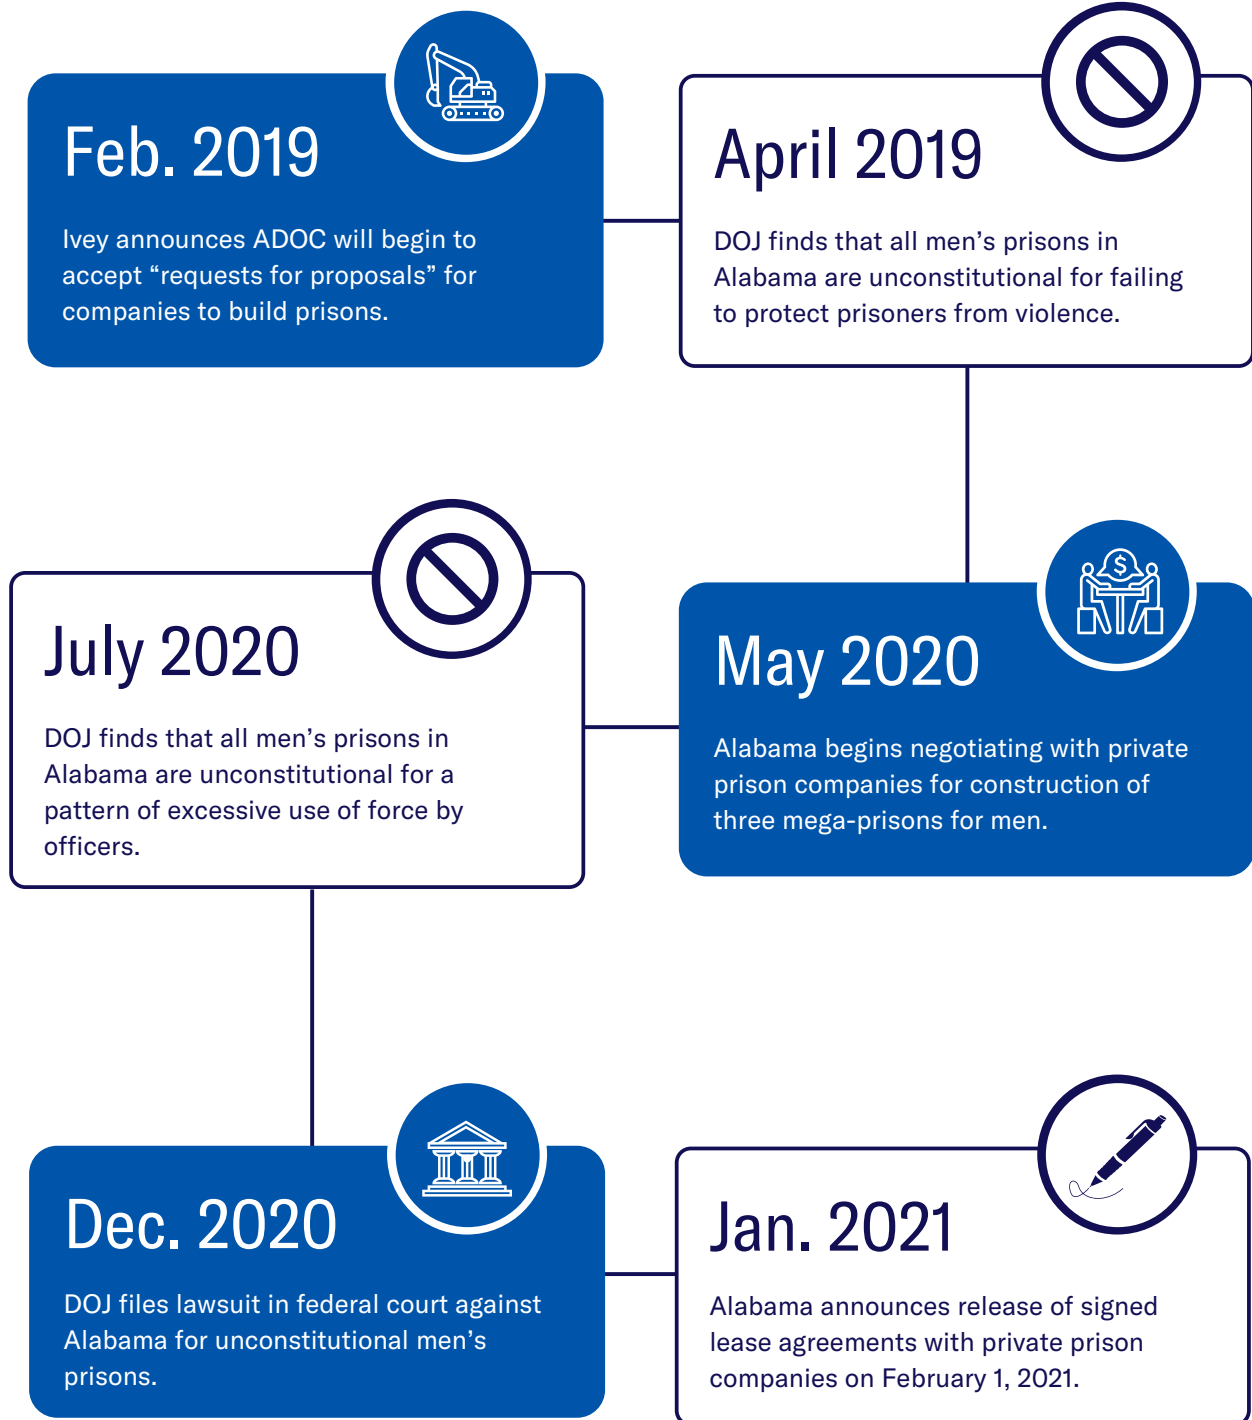 Feb. 2019
Ivey announces ADOC will begin to
accept “requests for proposals” for
companies to build prisons.
April 2019
DOJ finds that all men’s prisons in
Alabama are unconstitutional for failing
to protect prisoners from violence.
May 2020
$
Alabama begins negotiating with private
prison companies for construction of
three mega-prisons for men.
July 2020
DOJ finds that all men’s prisons in
Alabama are unconstitutional for a
pattern of excessive use of force by
officers.
Dec. 2020
DOJ files lawsuit in federal court against
Alabama for unconstitutional men’s
prisons.
Jan. 2021
Alabama announces release of signed
lease agreements with private prison
companies on February 1, 2021.